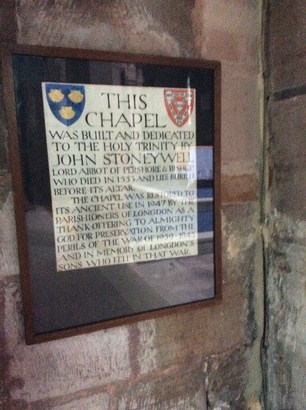 THIS
CHAPEL
WAS BUILT AND DEDICATED
TO THE HOLY TRINITY BY
JOHN STONEYWELL
LORD ABBOT OF PERSHORE & BISHOP
WHO DIED IN 1553 AND LIES BURIED
BEFORE ITS ALTAR
THE CHAPEL WAS RESTORED TO
ITS ANCIENT USE IN 1947 BY THE
PARISHIONERS OF LONGDON AS A
THANK-OFFERING TO ALMIGHTY
GOD FOR PRESERVATION FROM THE
PERILS OF THE WAR OF 1939-1945
AND IN MEMORY OF LONGDON'S
SONS WHO FELL IN THAT WAR